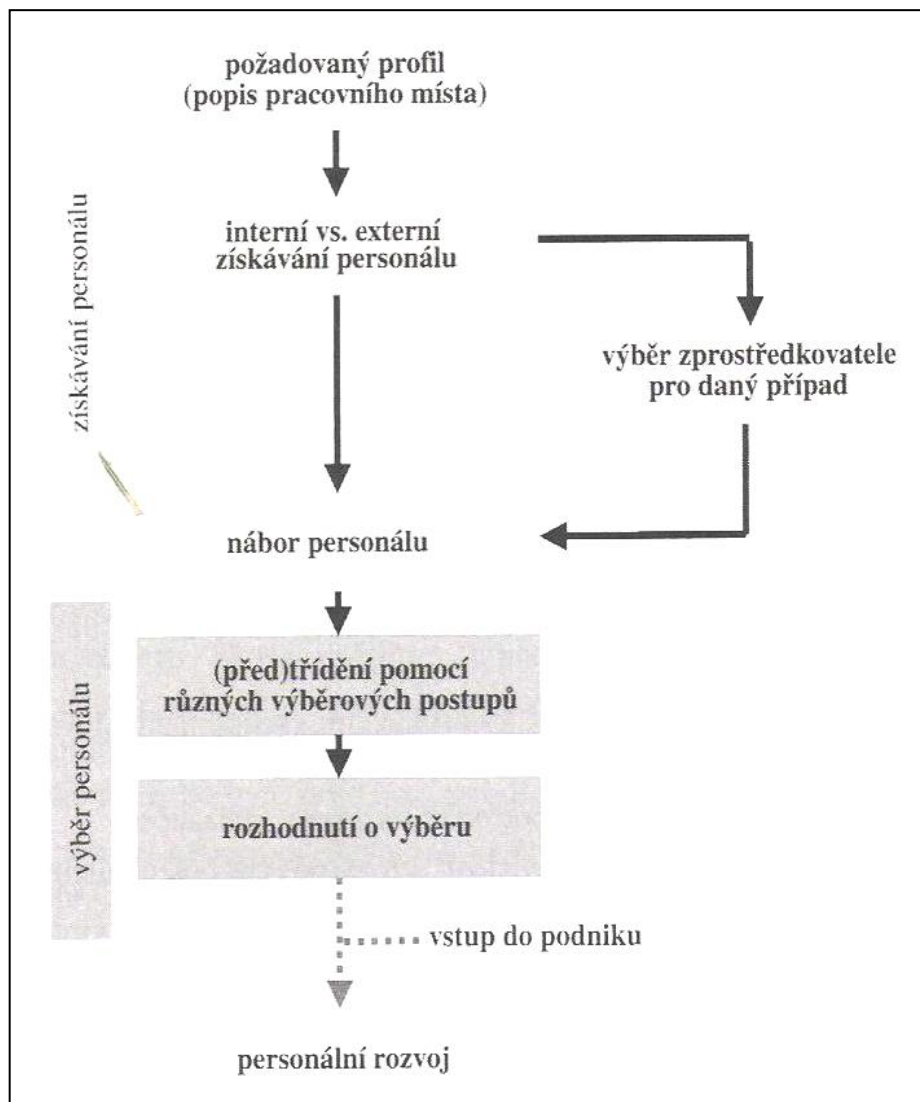 požadovaný profil
(popis pracovního místa)
získávání personálu
interní vs. externí
získávání personálu
výběr zprostředkovatele
pro daný případ
nábor personálu
výběr personálu
(před)třídění pomocí
různých výběrových postupů
rozhodnutí o výběru
vstup do podniku
personální rozvoj